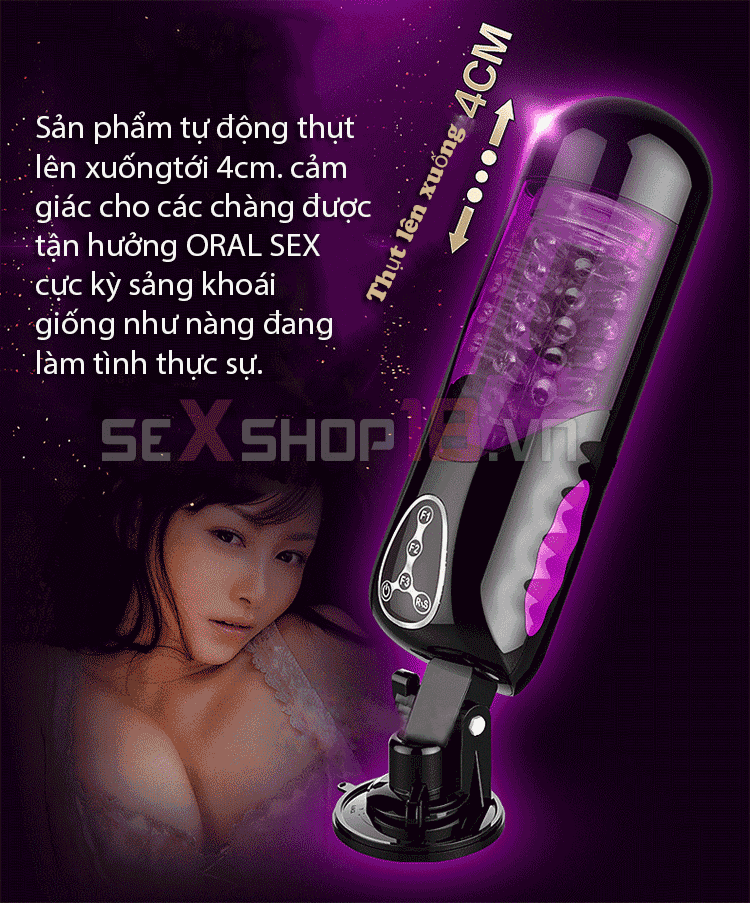 Sản phẩm tự động thụt
lên xuốngtới 4cm. cảm
giác cho các chàng được
tận hưởng ORAL SEX
cực kỳ sảng khoái
giống như nàng đang
làm tình thực sự.
Thụt lên xuống 4CM
seXshop18.vn
F1
F2
F3
R\S